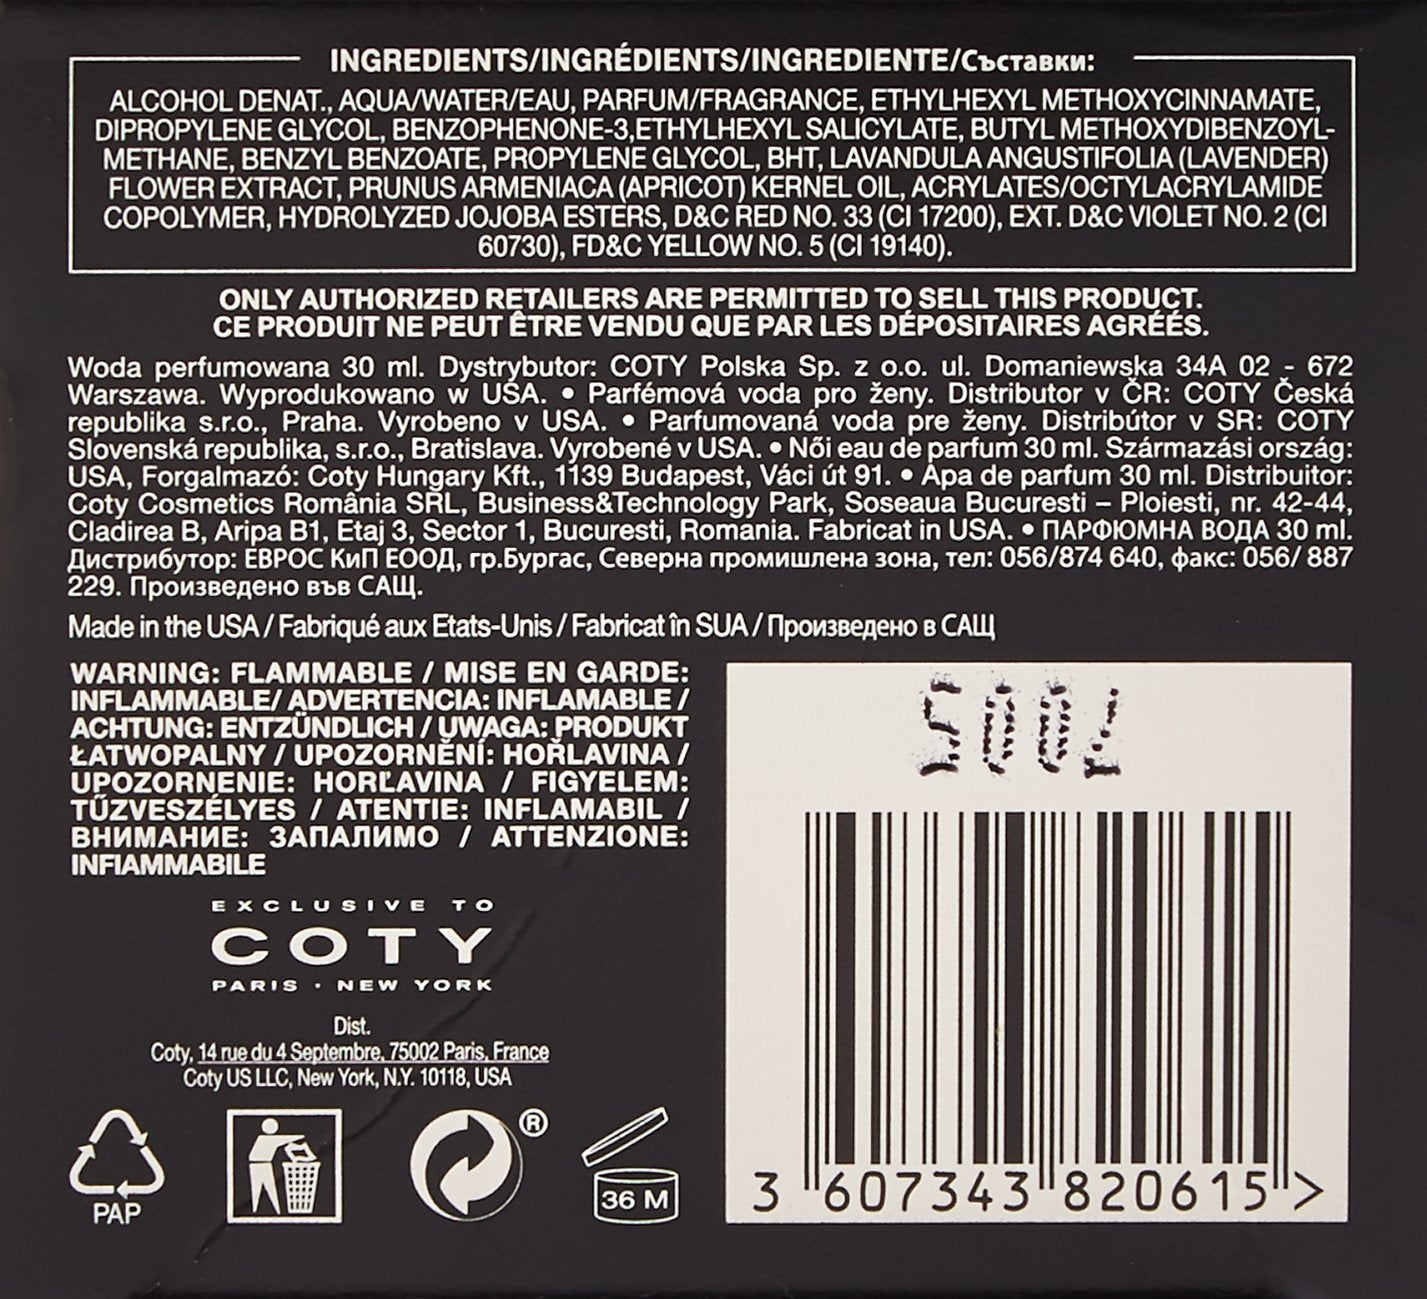 INGREDIENTS/INGRÉDIENTS/INGREDIENTE/Съставки:
ALCOHOL DENAT., AQUA/WATER/EAU, PARFUM/FRAGRANCE, ETHYLHEXYL METHOXYCINNAMATE,
DIPROPYLENE GLYCOL, BENZOPHENONE-3,ETHYLHEXYL SALICYLATE, BUTYL METHOXYDIBENZOYL-
METHANE, BENZYL BENZOATE, PROPYLENE GLYCOL, BHT, LAVANDULA ANGUSTIFOLIA (LAVENDER)
FLOWER EXTRACT, PRUNUS ARMENIACA (APRICOT) KERNEL OIL, ACRYLATES/OCTYLACRYLAMIDE
COPOLYMER, HYDROLYZED JOJOBA ESTERS, D&C RED NO. 33 (CI 17200), EXT. D&C VIOLET NO. 2 (CI
60730), FD&C YELLOW NO. 5 (CI 19140).
ONLY AUTHORIZED RETAILERS ARE PERMITTED TO SELL THIS PRODUCT.
CE PRODUIT NE PEUT ÊTRE VENDU QUE PAR LES DÉPOSITAIRES AGRÉÉS.
Woda perfumowana 30 ml. Dystrybutor: COTY Polska Sp. z o.o. ul. Domaniewska 34A 02 - 672
Warszawa. Wyprodukowano w USA. • Parfémová voda pro ženy. Distributor v ČR: COTY Česká
republika s.r.o., Praha. Vyrobeno v USA. • Parfumovaná voda pre ženy. Distribútor v SR: COTY
Slovenská republika, s.r.o., Bratislava. Vyrobené v USA. • Női eau de parfum 30 ml. Származási ország:
USA, Forgalmazó: Coty Hungary Kft., 1139 Budapest, Váci út 91. • Apa de parfum 30 ml. Distribuitor:
Coty Cosmetics România SRL, Business&Technology Park, Soseaua Bucuresti – Ploiesti, nr. 42-44,
Cladirea B, Aripa B1, Etaj 3, Sector 1, Bucuresti, Romania. Fabricat in USA. • ПАРФЮМНА ВОДА 30 ml.
Дистрибутор: ЕВРОС КиП ЕООД, гр.Бургас, Северна промишлена зона, тел: 056/874 640, факс: 056/ 887
229. Произведено във САЩ.
Made in the USA / Fabriqué aux Etats-Unis / Fabricat în SUA / Произведено в САЩ
WARNING: FLAMMABLE / MISE EN GARDE:
INFLAMMABLE/ ADVERTENCIA: INFLAMABLE /
ACHTUNG: ENTZÜNDLICH / UWAGA: PRODUKT
ŁATWOPALNY / UPOZORNĚNÍ: HOŘLAVINA /
UPOZORNENIE: HORĽAVINA / FIGYELEM:
TŰZVESZÉLYES / ATENTIE: INFLAMABIL /
ВНИМАНИЕ: ЗАПАЛИМО / ATTENZIONE:
INFIAMMABILE
EXCLUSIVE TO
COTY
PARIS • NEW YORK
Dist.
Coty, 14 rue du 4 Septembre, 75002 Paris, France
Coty US LLC, New York, N.Y. 10118, USA
PAP
®
36 M
5007
3 607343 820615 >